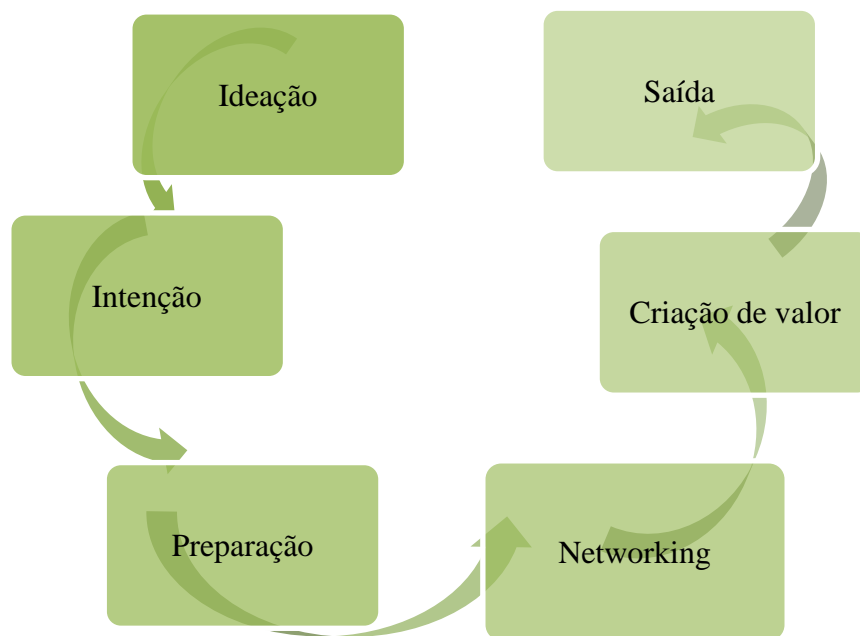 Ideação
Intenção
Preparação
Networking
Criação de valor
Saída